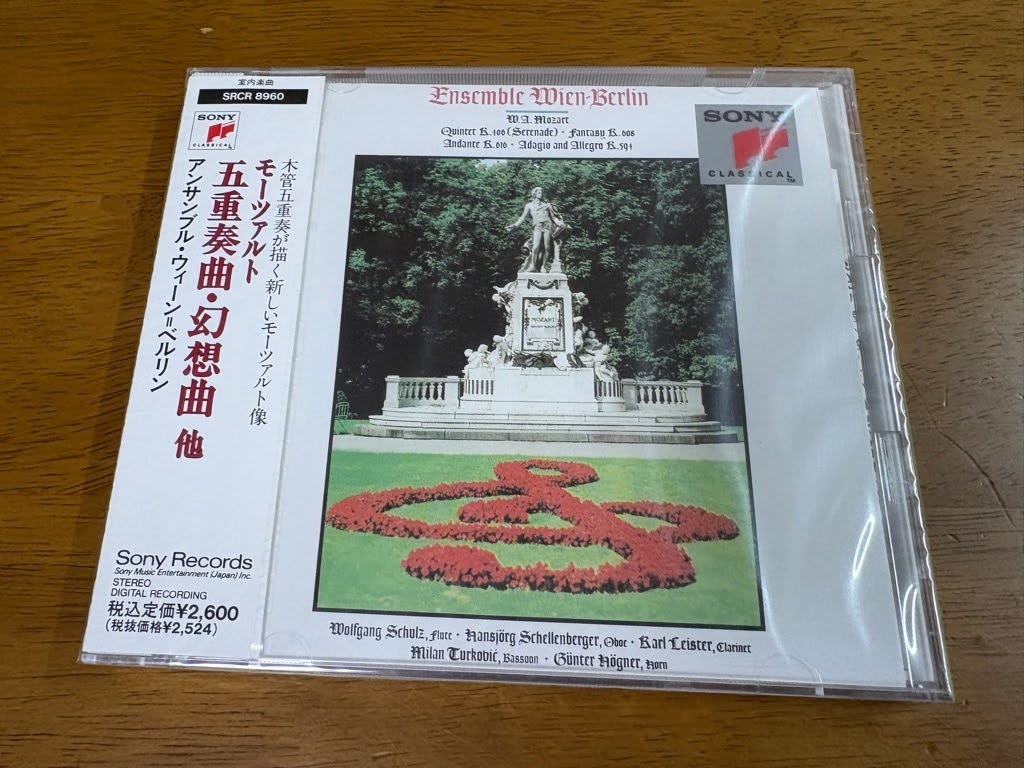 室内楽曲
SRCR 8960
SONY
CLASSICAL
木管五重奏が描く新しいモーツァルト像
モーツァルト
五重奏曲・幻想曲 他
アンサンブル・ウィーン=ベルリン
Sony Records
Sony Music Entertainment (Japan) Inc.
STEREO
DIGITAL RECORDING
税込定価¥2,600
(税抜価格¥2,524)
Ensemble Wien-Berlin
W.A. Mozart
Quintet K.406 (Serenade) · Fantasy K.608
Andante K.616 · Adagio and Allegro K.594
SONY
CLASSICAL
TM
MOZART
Wolfgang Schulz, Flute · Hansjörg Schellenberger, Oboe · Karl Leister, Clarinet
Milan Turković, Bassoon · Günter Högner, Horn